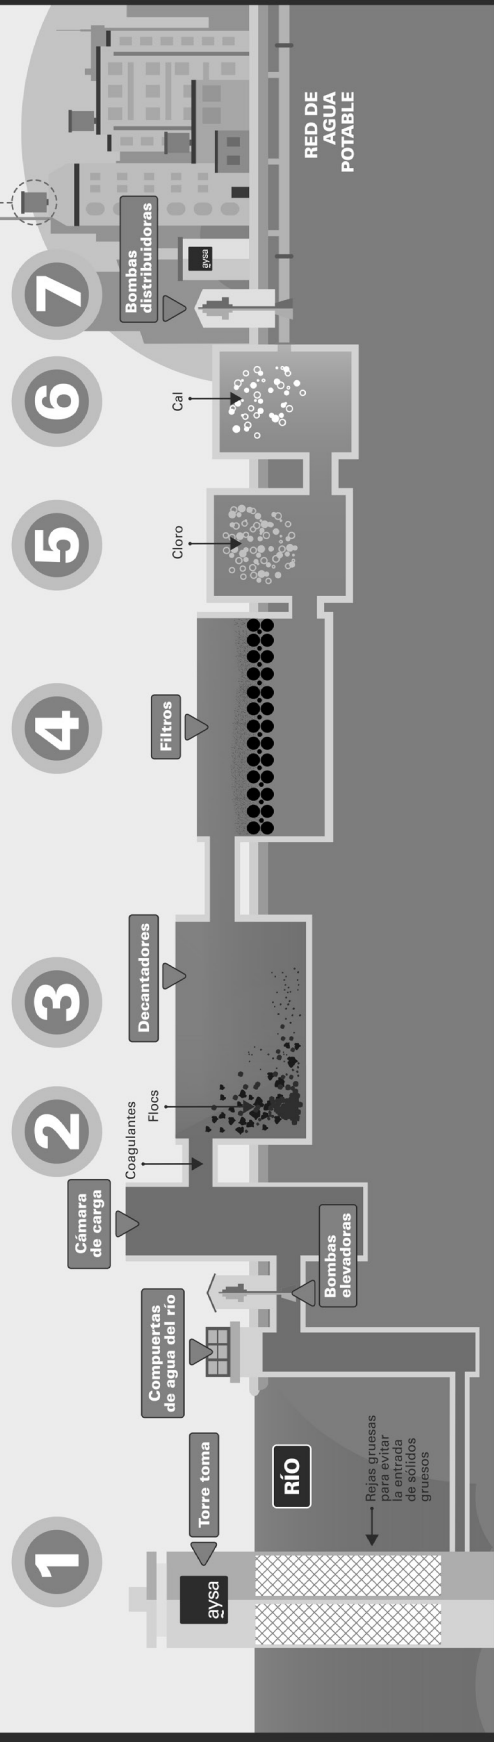 1
Torre toma
aysa
RÍO
Rejas gruesas
para evitar
la entrada
de sólidos
gruesos
Compuertas
de agua del río
Bombas
elevadoras
Cámara
de carga
2
Coagulantes
Flocs
3
Decantadores
4
Filtros
5
Cloro
6
Cal
7
Bombas
distribuidoras
aysa
RED DE
AGUA
POTABLE